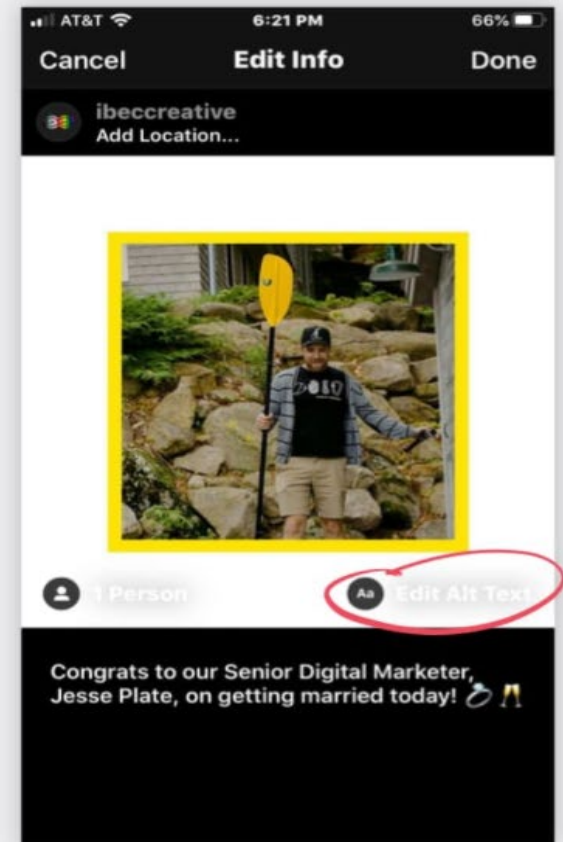 AT&T 6:21 PM 66%
Cancel Edit Info Done
ibeccreative
Add Location...
1 Person Aa Edit Alt Text
Congrats to our Senior Digital Marketer,
Jesse Plate, on getting married today! 💍 🥂